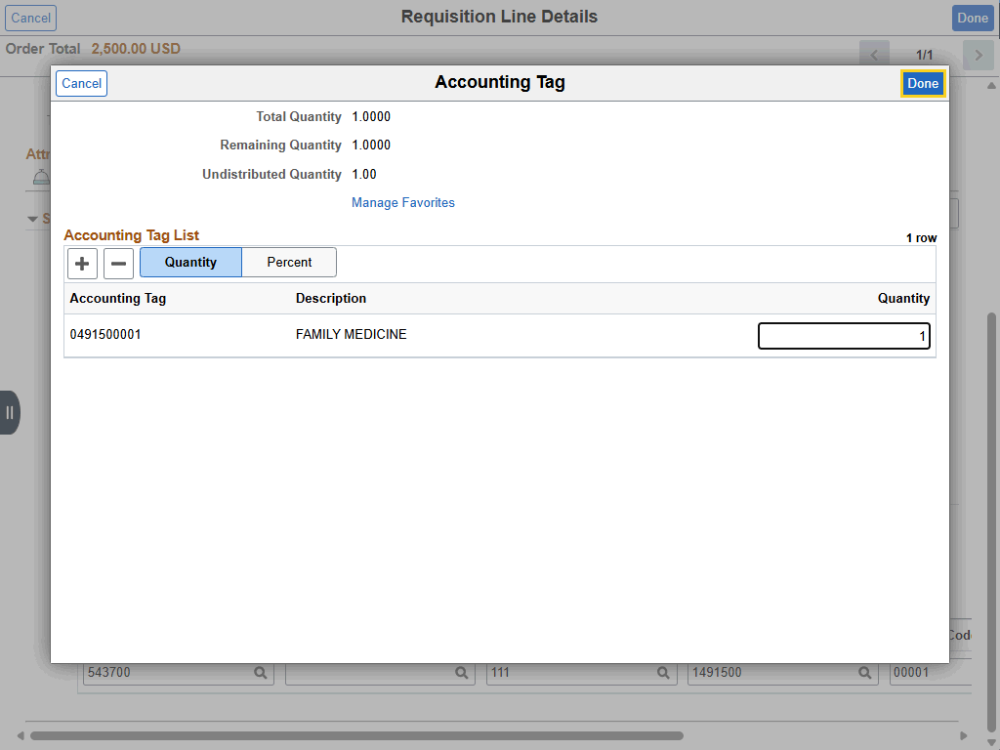 Cancel
Requisition Line Details
Done
Order Total 2,500.00 USD
1/1
Cancel
Accounting Tag
Done
Total Quantity 1.0000
Remaining Quantity 1.0000
Undistributed Quantity 1.00
Manage Favorites
Accounting Tag List
1 row
Quantity Percent
Accounting Tag Description Quantity
0491500001 FAMILY MEDICINE 1
543700 111 1491500 00001